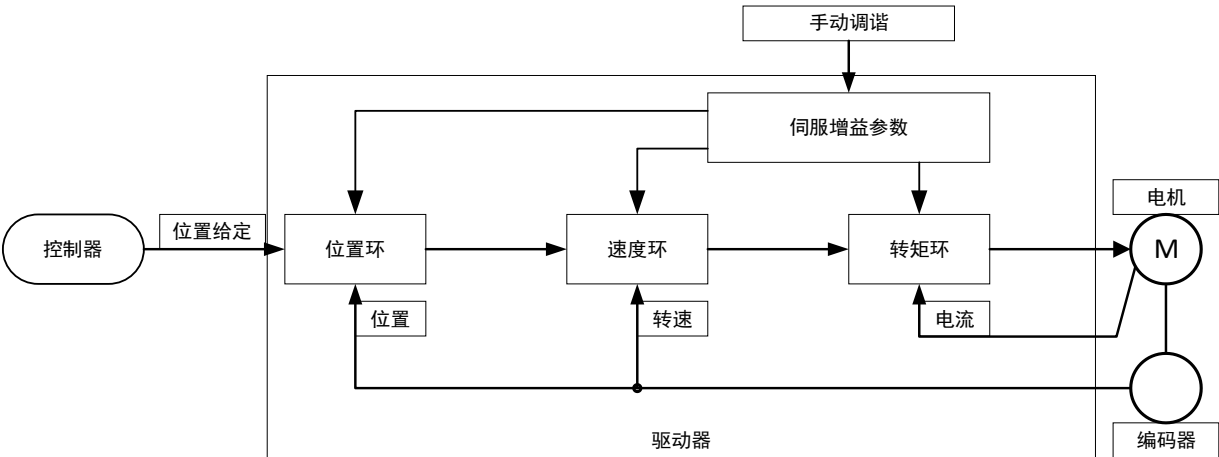 手动调谐
伺服增益参数
电机
位置给定
控制器
位置环
速度环
转矩环
M
位置
转速
电流
驱动器
编码器